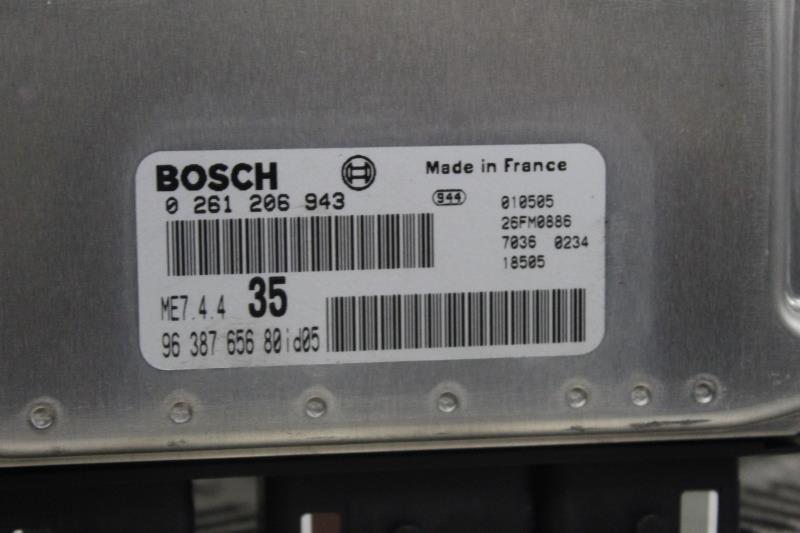 BOSCH
Made in France
0 261 206 943
944
010505
26FM0886
7036 0234
18505
ME7.4.4 35
96 387 656 80id05